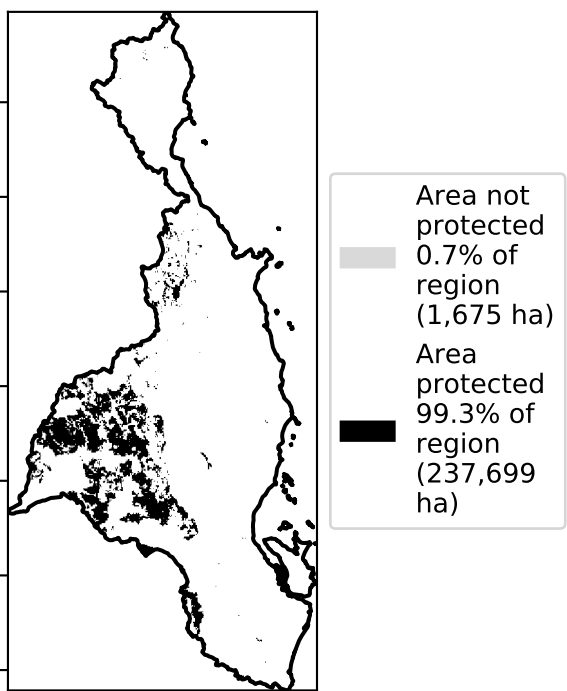 Area not
protected
0.7% of
region
(1,675 ha)
Area
protected
99.3% of
region
(237,699
ha)